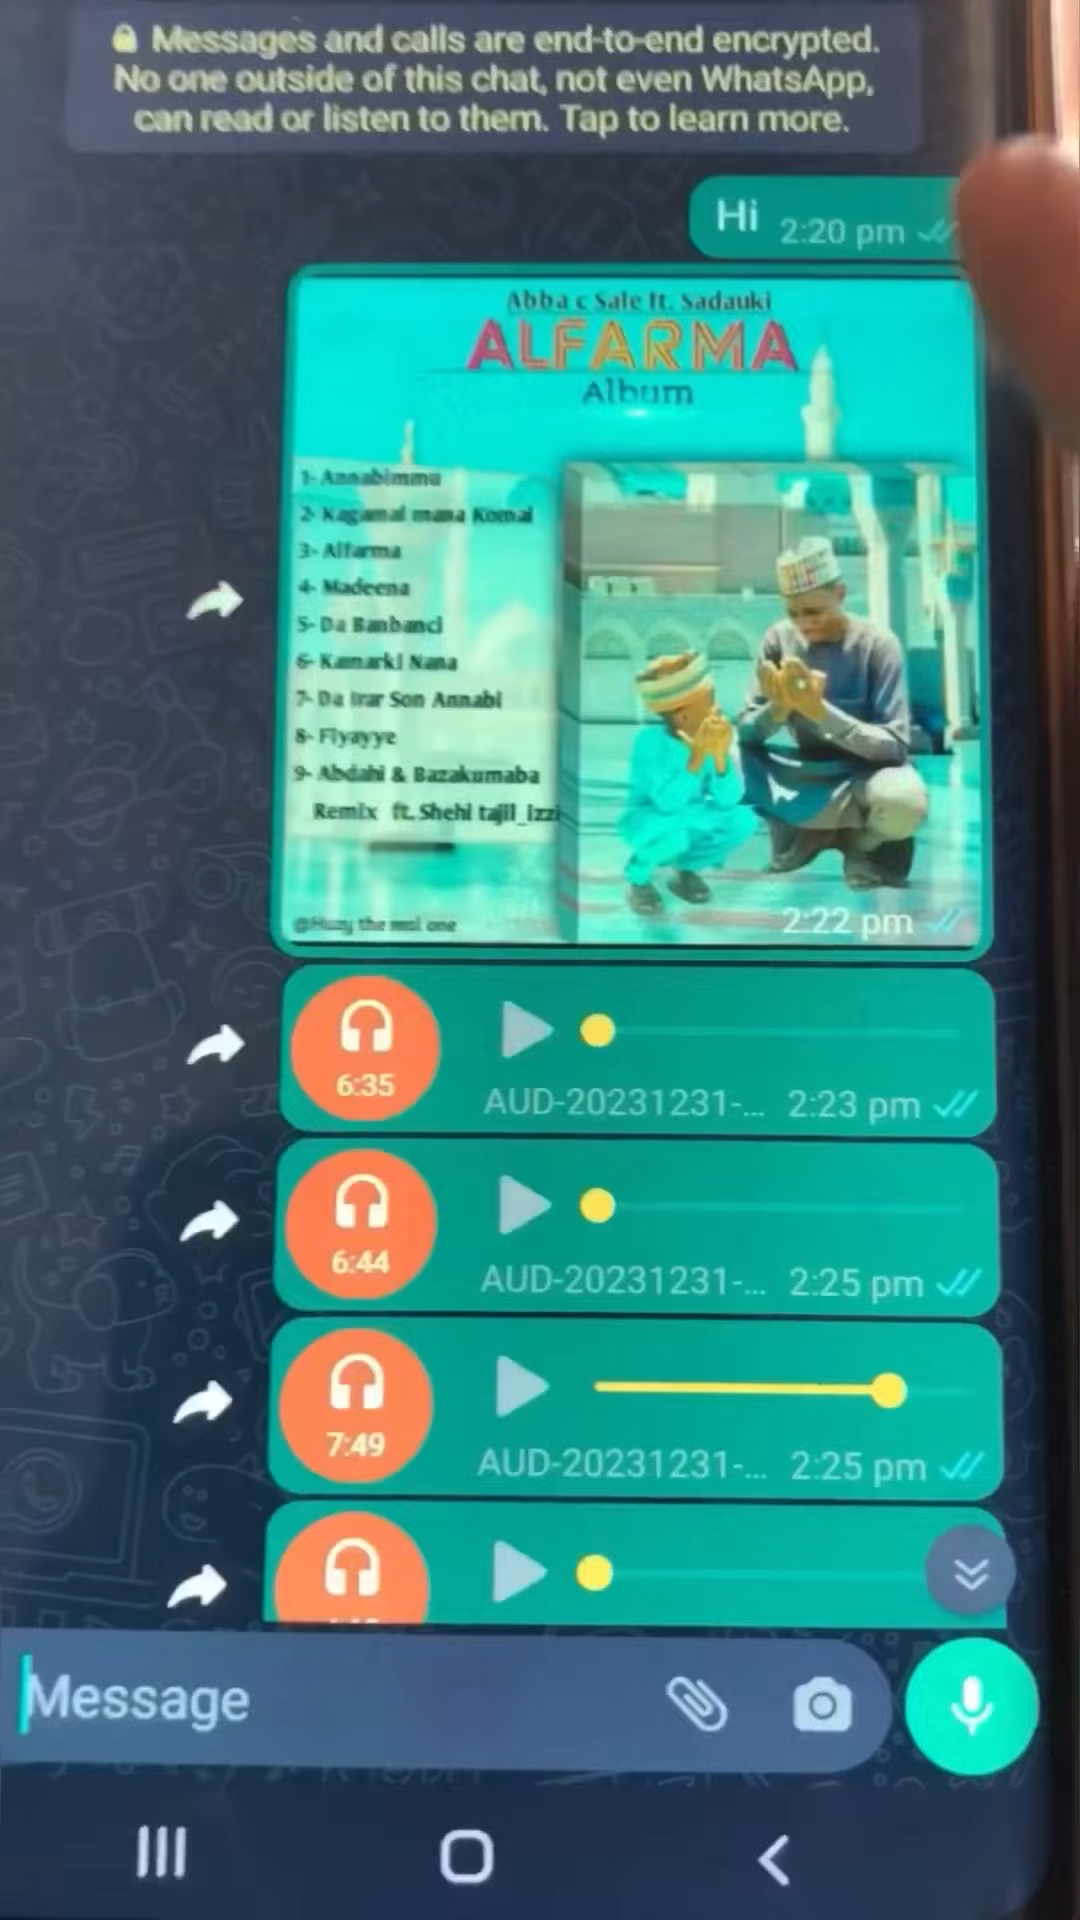 Messages and calls are end-to-end encrypted.
No one outside of this chat, not even WhatsApp,
can read or listen to them. Tap to learn more.
Hi 2:20 pm
Abba c Sale ft. Sadauki
ALFARMA
Album
1- Annabimmu
2- Kagamal mana Komai
3- Alfarma
4- Madeena
5- Da Banbanci
6- Kamarki Nana
7- Da Irar Son Annabi
8- Fiyayye
9- Abdahi & Bazakumaba
Remix ft. Shehi tajil_izzi
the real one
2:22 pm
6:35
AUD-20231231-... 2:23 pm
6:44
AUD-20231231-... 2:25 pm
7:49
AUD-20231231-... 2:25 pm
Message